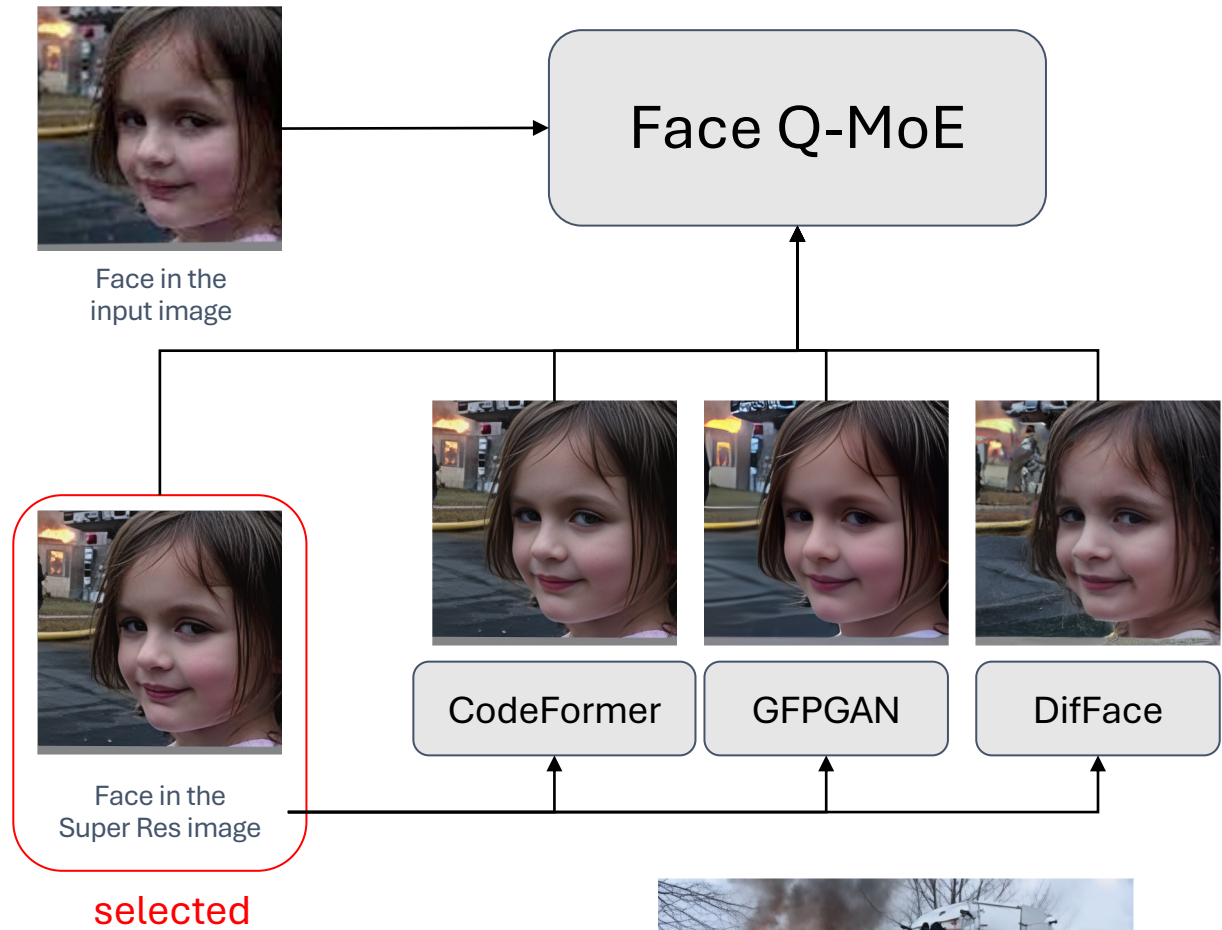 Face Q-MoE
Face in the
input image
CodeFormer
GFPGAN
DifFace
Face in the
Super Res image
selected